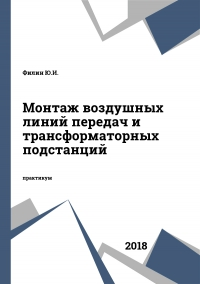 Филин Ю.И.
Монтаж воздушных
линий передач и
трансформаторных
подстанций
практикум
2018